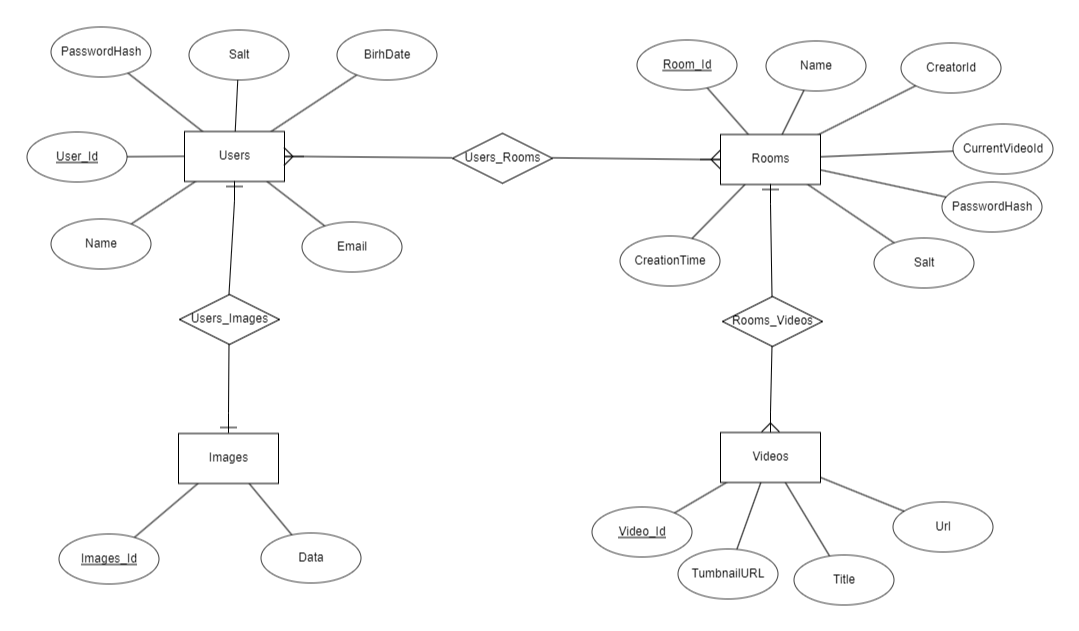 PasswordHash
Salt
BirhDate
Room_Id
Name
CreatorId
User_Id
Users
Users_Rooms
Rooms
CurrentVideoId
PasswordHash
Name
Email
CreationTime
Salt
Users_Images
Rooms_Videos
Images
Videos
Images_Id
Data
Video_Id
TumbnailURL
Title
Url